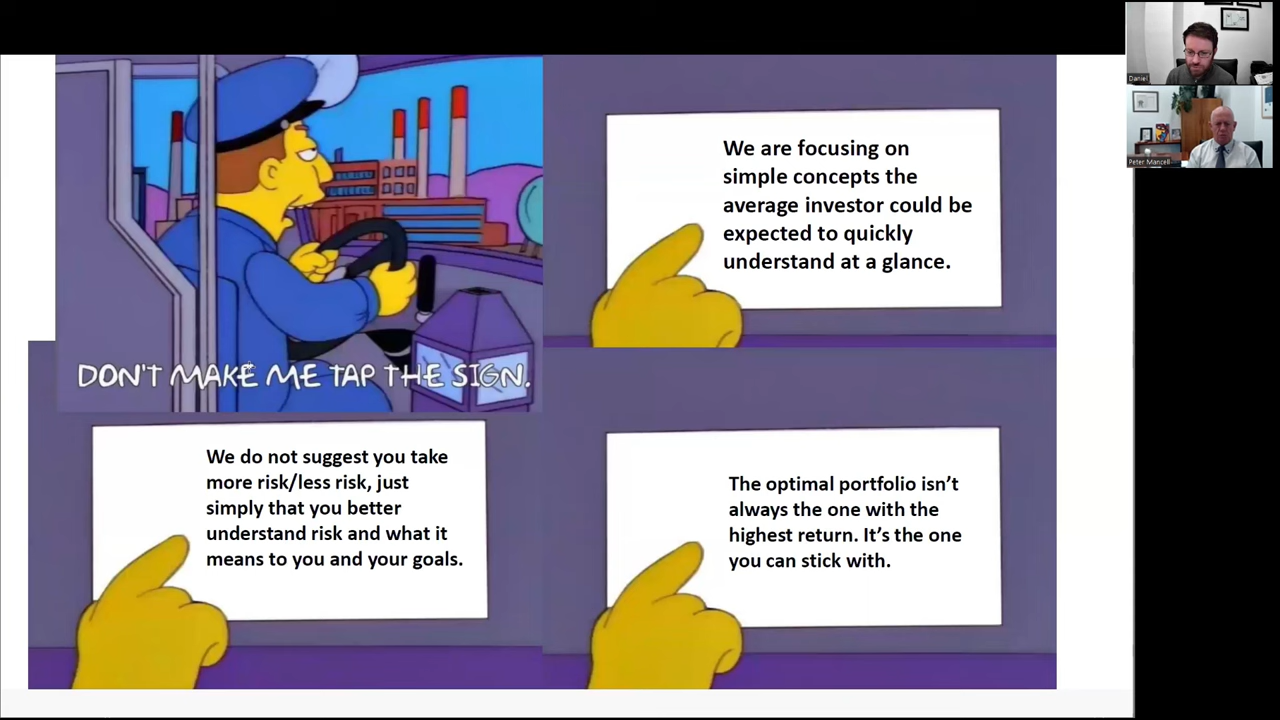 DON'T MAKE ME TAP THE SIGN.
We are focusing on
simple concepts the
average investor could be
expected to quickly
understand at a glance.
We do not suggest you take
more risk/less risk, just
simply that you better
understand risk and what it
means to you and your goals.
The optimal portfolio isn’t
always the one with the
highest return. It’s the one
you can stick with.
Daniel
Peter Mancell